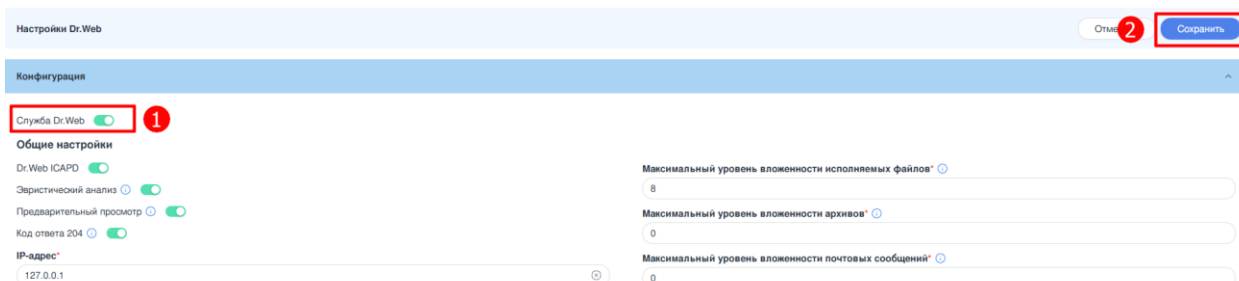 Настройки Dr.Web
Отме
2
Сохранить
Конфигурация
Служба Dr.Web
1
Общие настройки
Dr.Web ICAPD
Эвристический анализ
Предварительный просмотр
Код ответа 204
IP-адрес*
127.0.0.1
Максимальный уровень вложенности исполняемых файлов*
8
Максимальный уровень вложенности архивов*
0
Максимальный уровень вложенности почтовых сообщений*
0